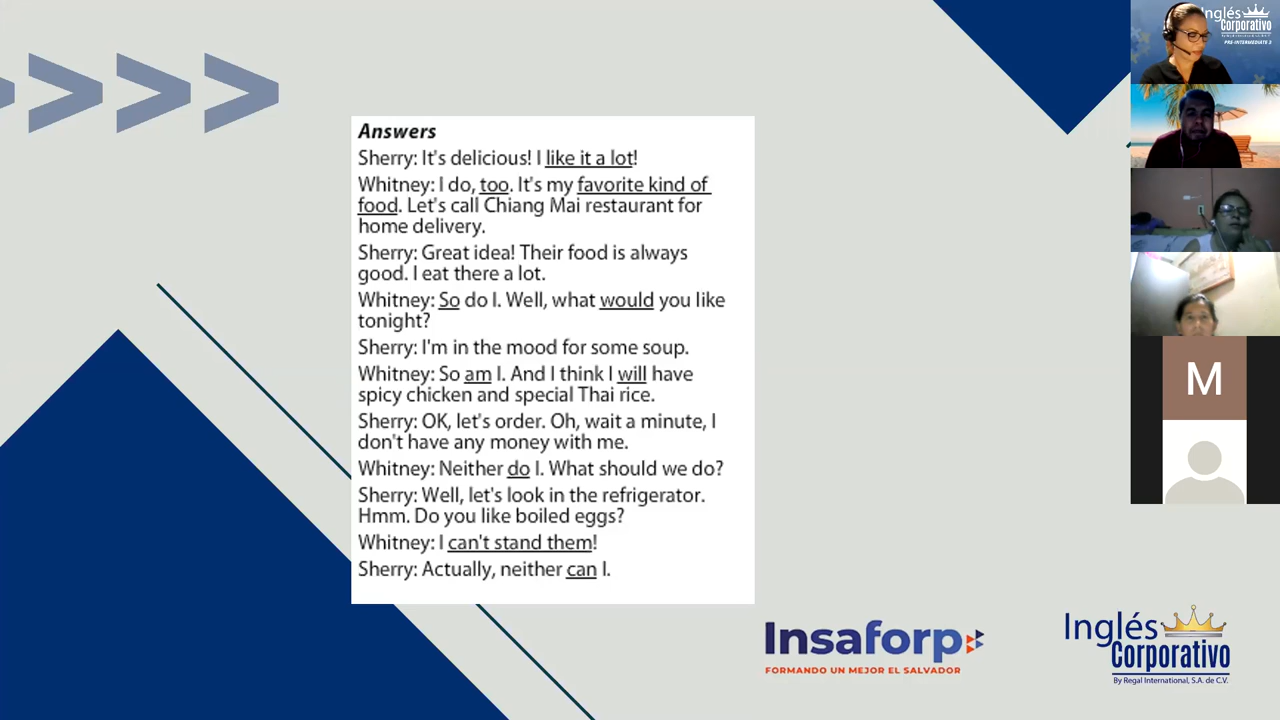 Answers
Sherry: It's delicious! I like it a lot!
Whitney: I do, too. It's my favorite kind of
food. Let's call Chiang Mai restaurant for
home delivery.
Sherry: Great idea! Their food is always
good. I eat there a lot.
Whitney: So do I. Well, what would you like
tonight?
Sherry: I'm in the mood for some soup.
Whitney: So am I. And I think I will have
spicy chicken and special Thai rice.
Sherry: OK, let's order. Oh, wait a minute, I
don't have any money with me.
Whitney: Neither do I. What should we do?
Sherry: Well, let's look in the refrigerator.
Hmm. Do you like boiled eggs?
Whitney: I can't stand them!
Sherry: Actually, neither can I.
Insaforp
FORMANDO UN MEJOR EL SALVADOR
Inglés
Corporativo
By Regal International, S.A. de C.V.
Inglés
Corporativo
PRE-INTERMEDIATE 2
M